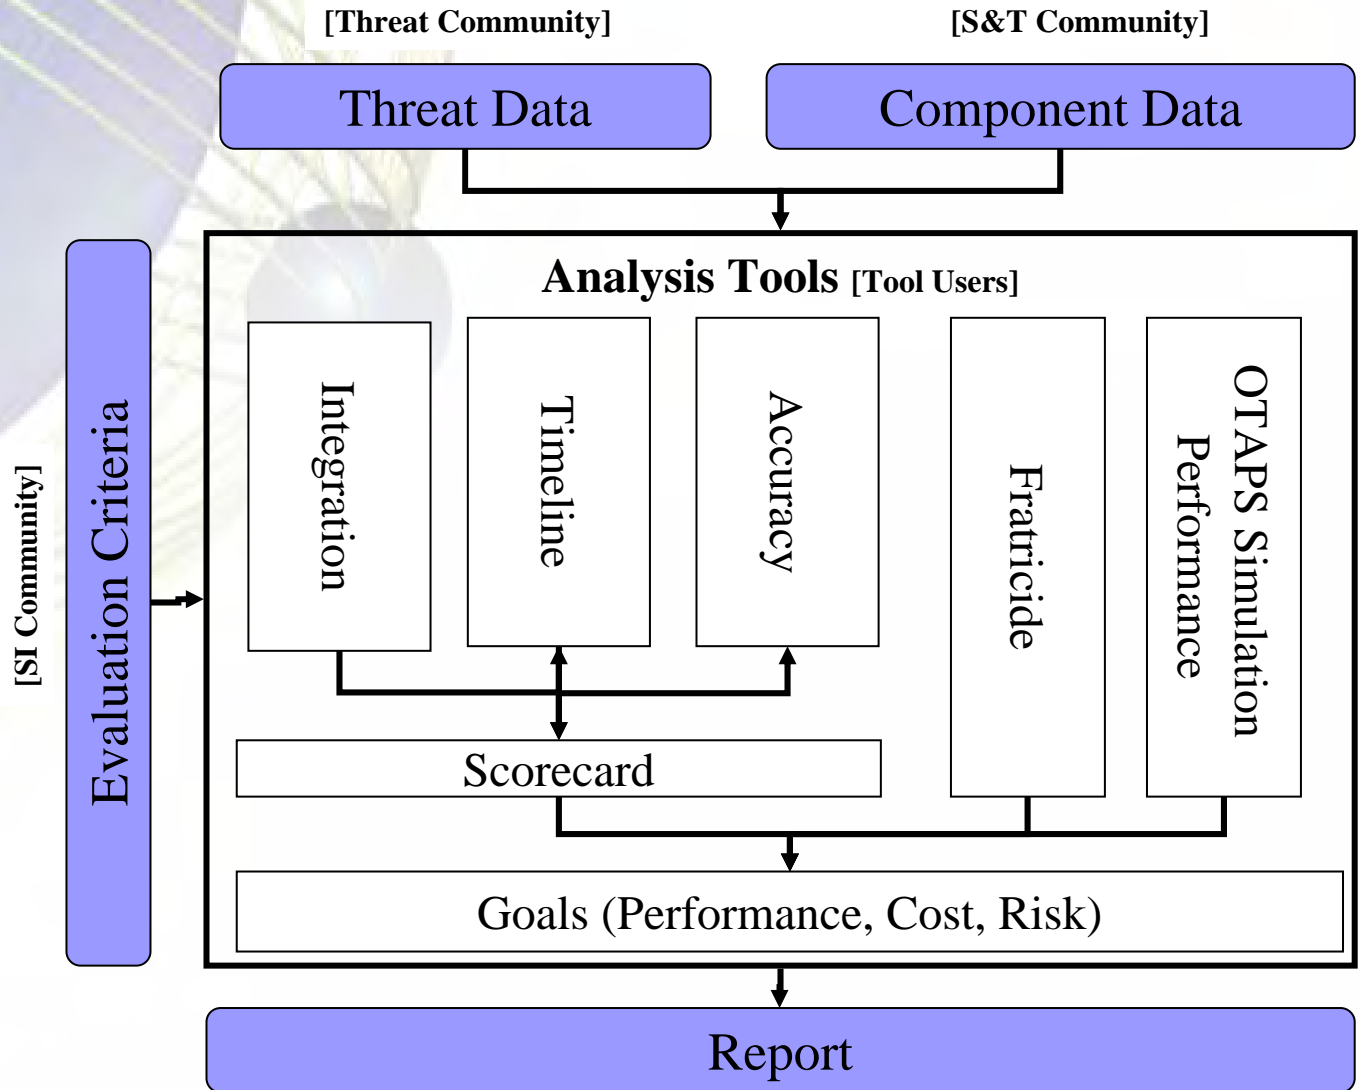 [Threat Community]
[S&T Community]
Threat Data
Component Data
[SI Community]
Evaluation Criteria
Analysis Tools [Tool Users]
Integration
Timeline
Accuracy
Fratricide
OTAPS Simulation
Performance
Scorecard
Goals (Performance, Cost, Risk)
Report